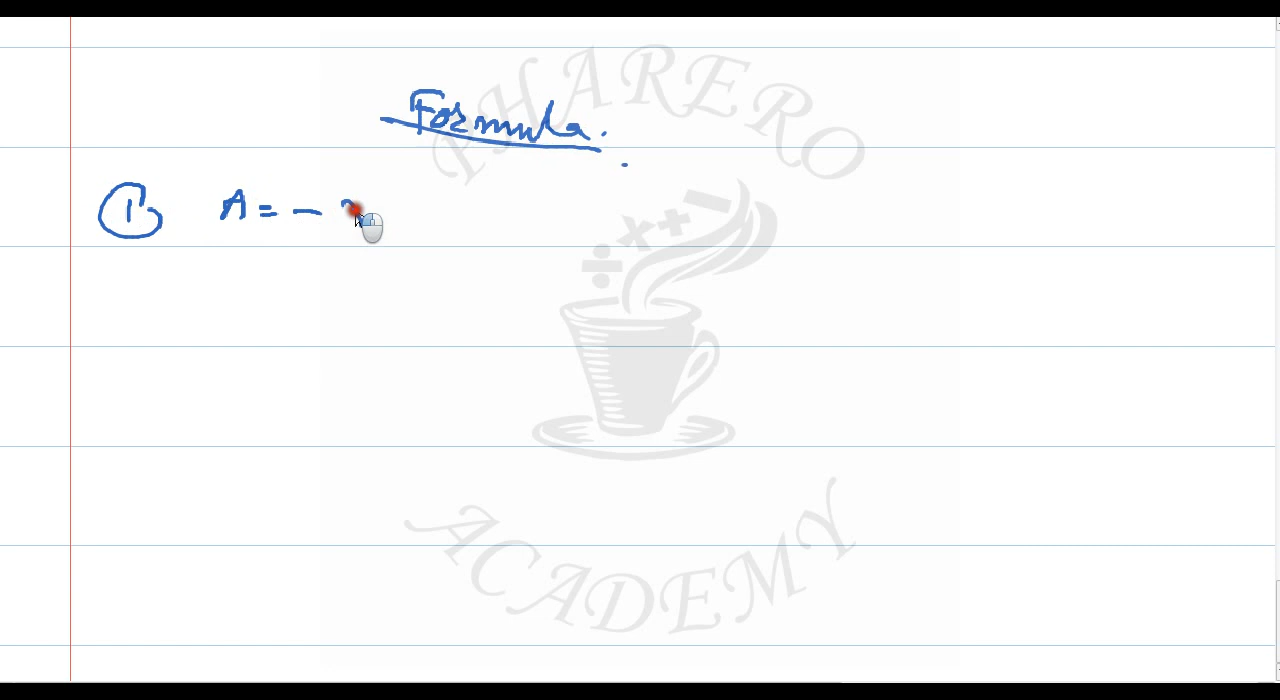 PHARERO
Formula.
① A = -
ACADEMY